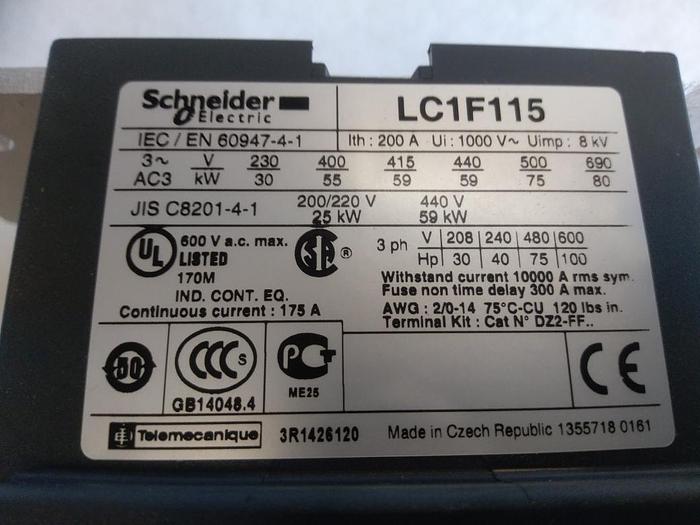 Schneider Electric LC1F115
IEC / EN 60947-4-1 Ith : 200 A Ui : 1000 V~ Uimp : 8 kV
3~ V 230 400 415 440 500 690
AC3 kW 30 55 59 59 75 80
JIS C8201-4-1 200/220 V 440 V
25 kW 59 kW
UL 600 V a.c. max. SA ® 3 ph V 208 240 480 600
LISTED Hp 30 40 75 100
170M
IND. CONT. EQ.
Continuous current : 175 A
Withstand current 10000 A rms sym.
Fuse non time delay 300 A max.
AWG : 2/0-14 75°C-CU 120 lbs in.
Terminal Kit : Cat N° DZ2-FF..
50 CCC S PCT CE
GB14048.4 ME25
Telemecanique 3R1426120 Made in Czech Republic 1355718 0161